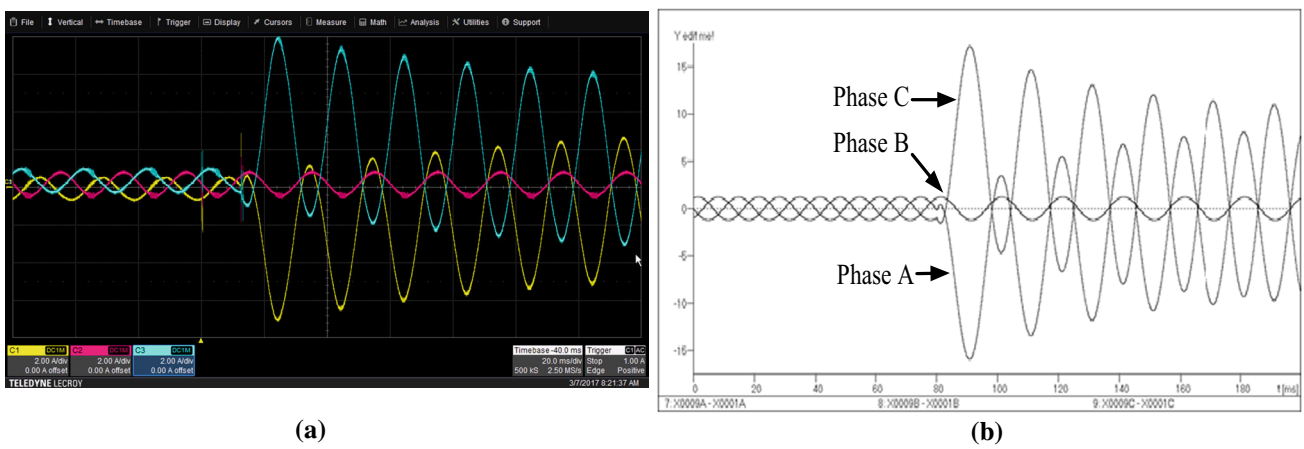 File Vertical Timebase Trigger Display Cursors Measure Math Analysis Utilities Support
C3
C1 DC1M C2 DC1M C3 DC1M
2.00 A/div 2.00 A/div 2.00 A/div
0.00 A offset 0.00 A offset 0.00 A offset
Timebase -40.0 ms Trigger C1 AC
20.0 ms/div Stop 1.00 A
500 kS 2.50 MS/s Edge Positive
TELEDYNE LECROY 3/7/2017 8:21:37 AM
(a)
Y edit me!
15
10
5
0
-5
-10
-15
Phase C
Phase B
Phase A
0 20 40 60 80 100 120 140 160 180 t [ms]
7:X0009A-X0001A 8:X0009B-X0001B 9:X0009C-X0001C
(b)